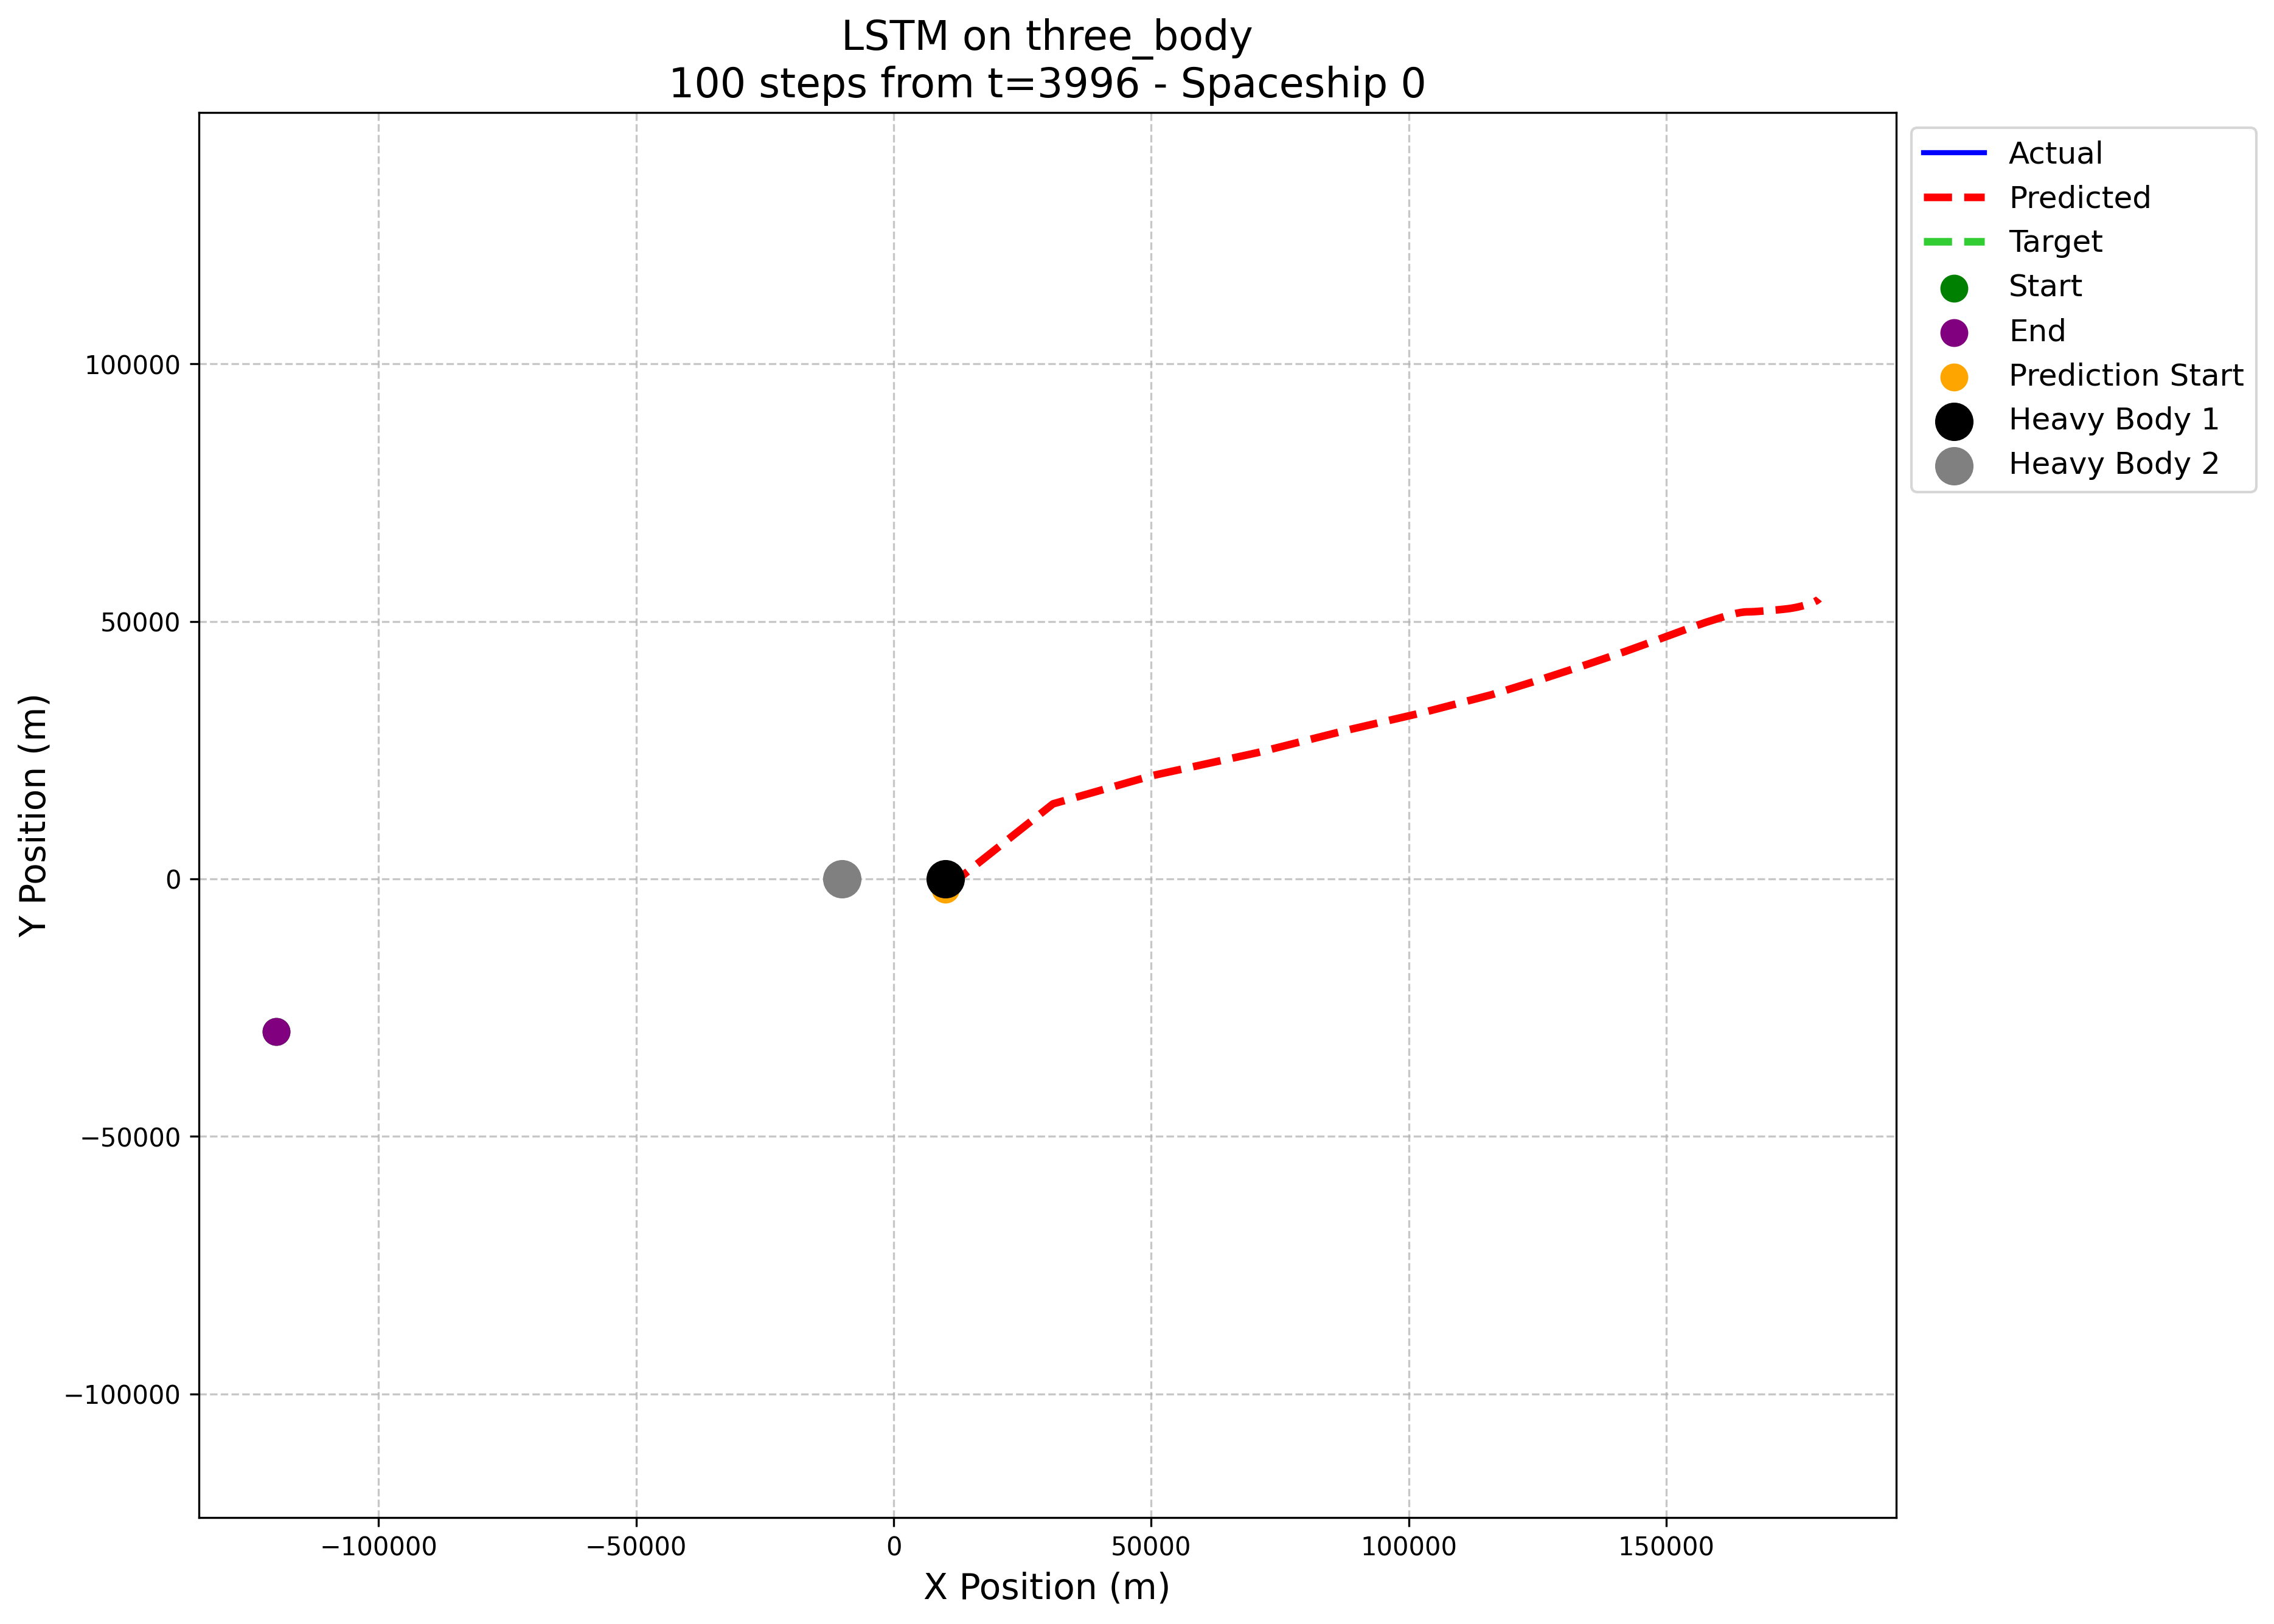 LSTM on three_body
100 steps from t=3996 - Spaceship 0
Actual
Predicted
Target
Start
End
Prediction Start
Heavy Body 1
Heavy Body 2
Y Position (m)
100000
50000
0
−50000
−100000
−100000
−50000
0
50000
100000
150000
X Position (m)